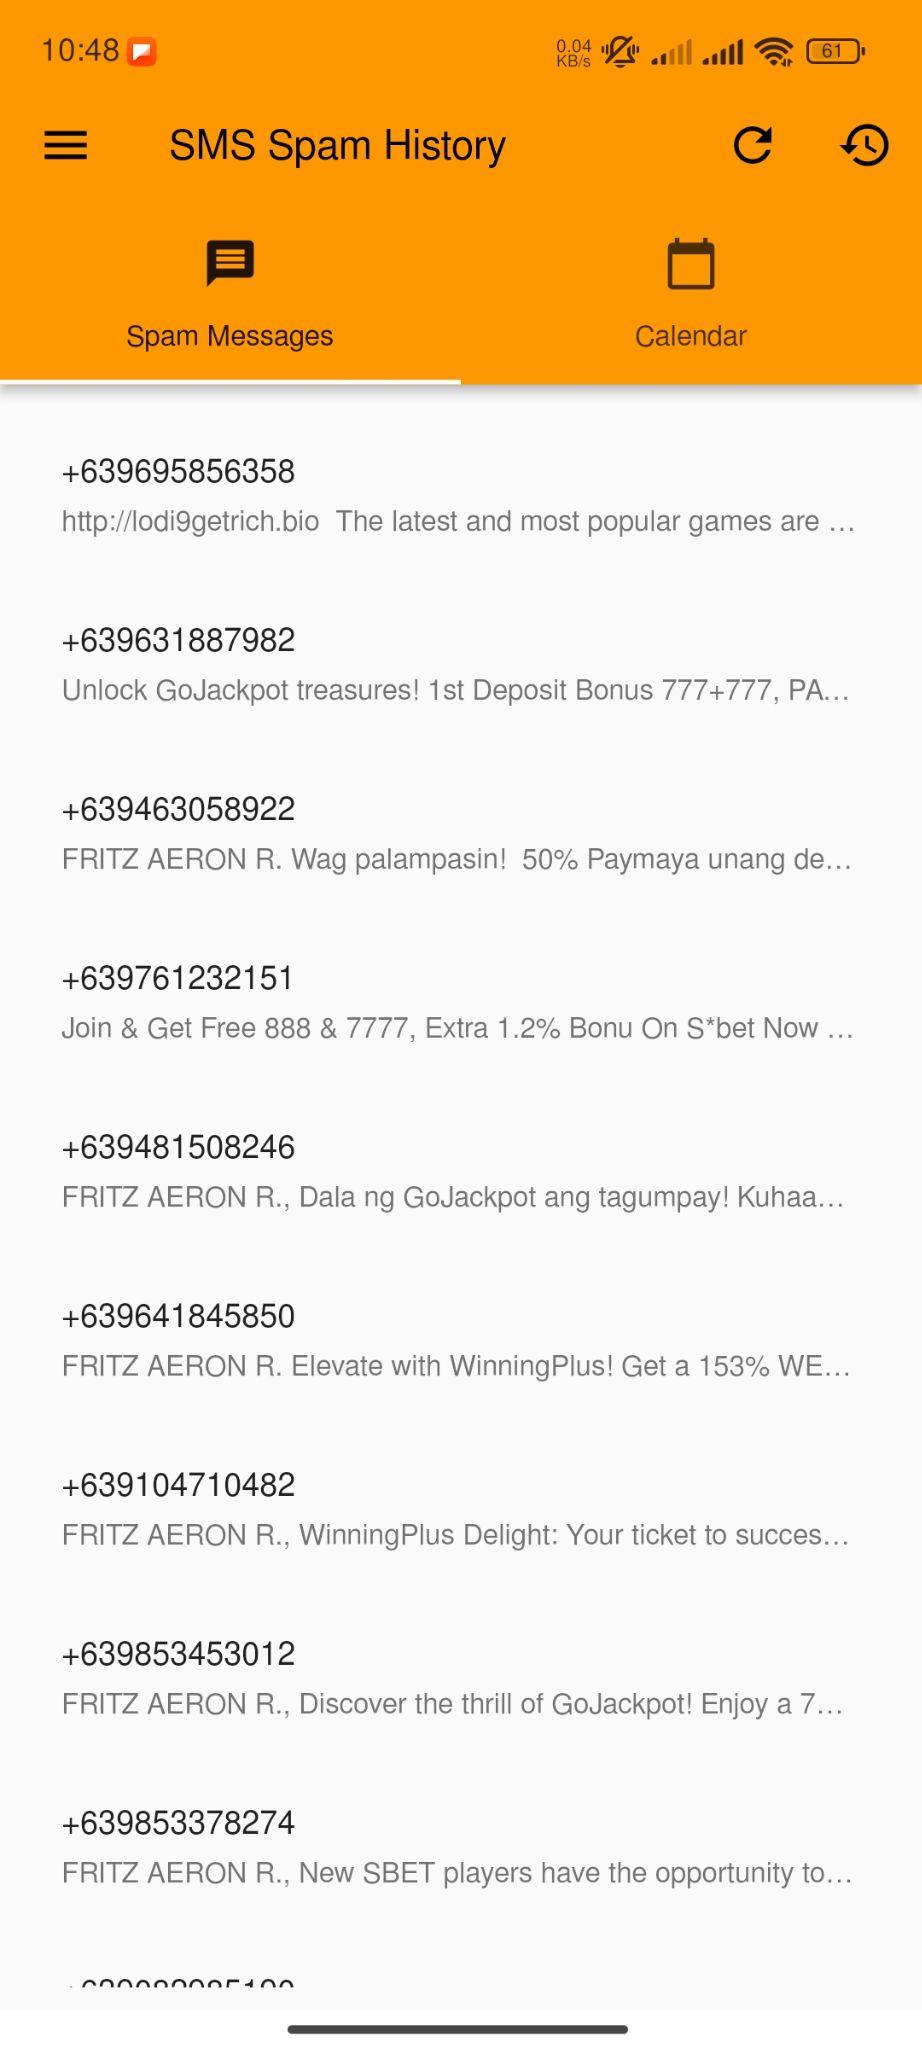 10:48
0.04
KB/s
61
SMS Spam History
Spam Messages
Calendar
+639695856358
http://lodi9getrich.bio  The latest and most popular games are ...
+639631887982
Unlock GoJackpot treasures! 1st Deposit Bonus 777+777, PA...
+639463058922
FRITZ AERON R. Wag palampasin!  50% Paymaya unang de...
+639761232151
Join & Get Free 888 & 7777, Extra 1.2% Bonu On S*bet Now ...
+639481508246
FRITZ AERON R., Dala ng GoJackpot ang tagumpay! Kuhaa...
+639641845850
FRITZ AERON R. Elevate with WinningPlus! Get a 153% WE...
+639104710482
FRITZ AERON R., WinningPlus Delight: Your ticket to succes...
+639853453012
FRITZ AERON R., Discover the thrill of GoJackpot! Enjoy a 7...
+639853378274
FRITZ AERON R., New SBET players have the opportunity to...